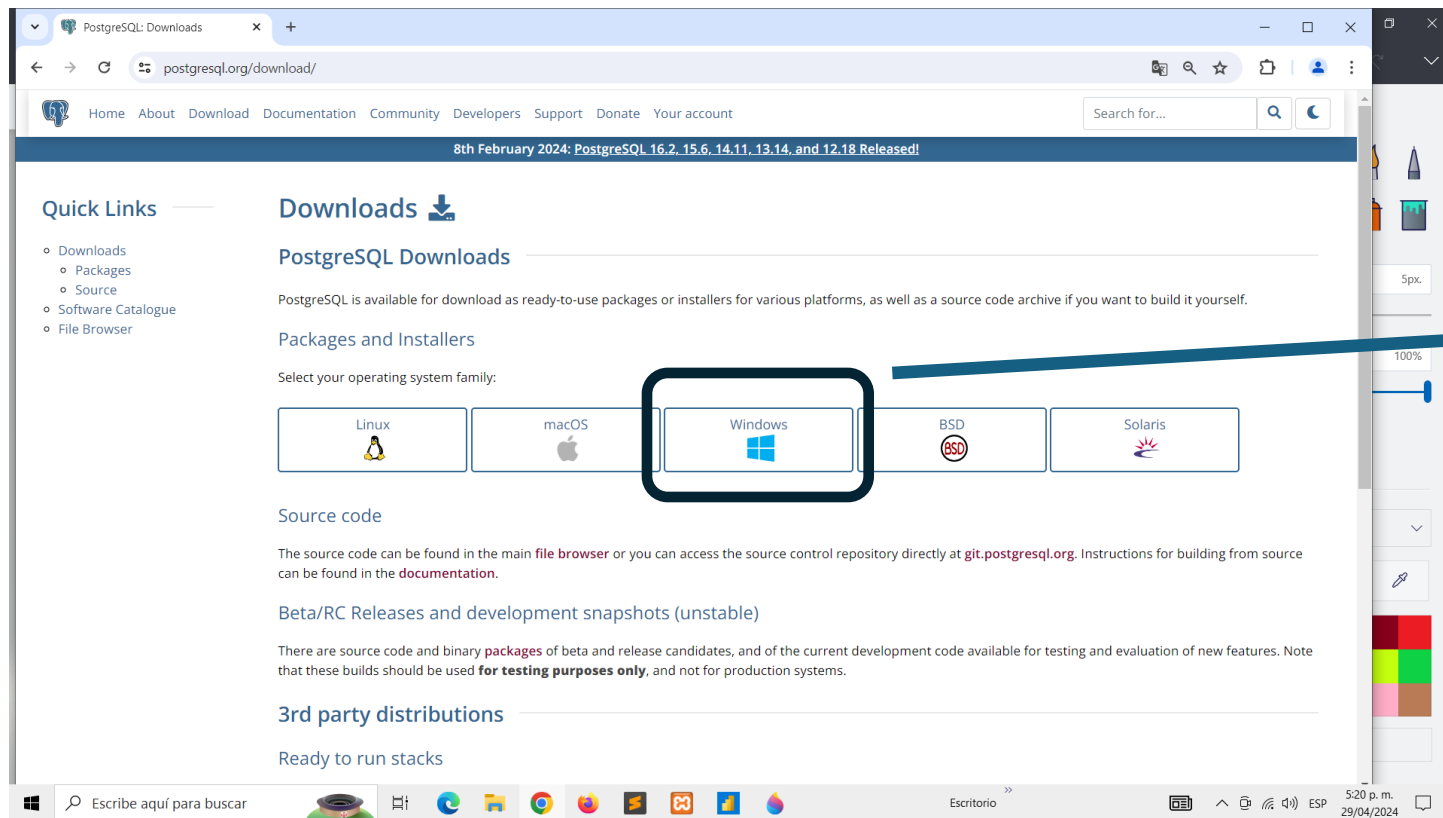 PostgreSQL: Downloads
postgresql.org/download/
Home About Download Documentation Community Developers Support Donate Your account
Search for...
8th February 2024: PostgreSQL 16.2, 15.6, 14.11, 13.14, and 12.18 Released!
Quick Links
Downloads
Packages
Source
Software Catalogue
File Browser
Downloads
PostgreSQL Downloads
PostgreSQL is available for download as ready-to-use packages or installers for various platforms, as well as a source code archive if you want to build it yourself.
Packages and Installers
Select your operating system family:
Linux
macOS
Windows
BSD
BSD
Solaris
Source code
The source code can be found in the main file browser or you can access the source control repository directly at git.postgresql.org. Instructions for building from source
can be found in the documentation.
Beta/RC Releases and development snapshots (unstable)
There are source code and binary packages of beta and release candidates, and of the current development code available for testing and evaluation of new features. Note
that these builds should be used for testing purposes only, and not for production systems.
3rd party distributions
Ready to run stacks
5px.
100%
Escribe aquí para buscar
Escritorio
ESP
5:20 p. m.
29/04/2024